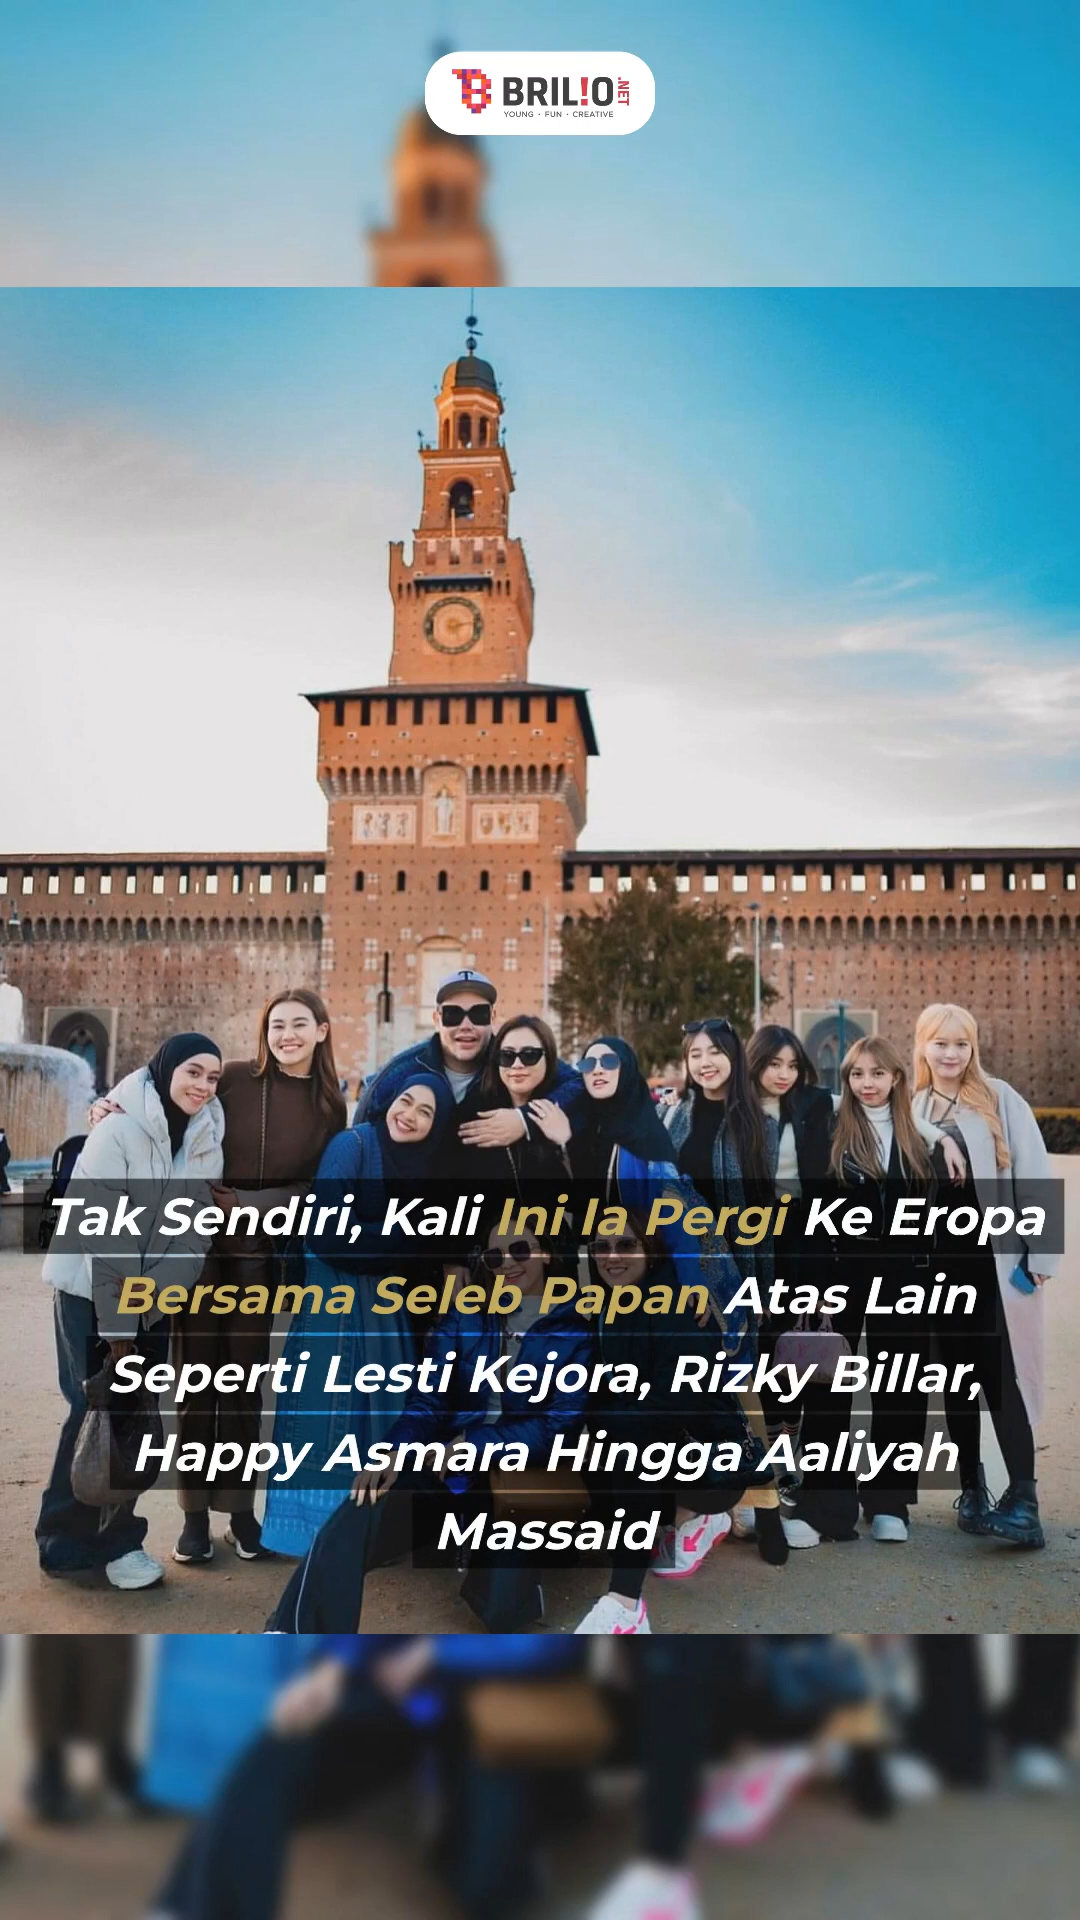 BRIL!O.NET
YOUNG · FUN · CREATIVE
Tak Sendiri, Kali Ini Ia Pergi Ke Eropa
Bersama Seleb Papan Atas Lain
Seperti Lesti Kejora, Rizky Billar,
Happy Asmara Hingga Aaliyah
Massaid